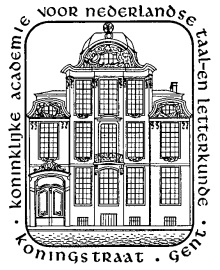 · koninklijke academie voor nederlandse taal-en letterkunde ·
koningstraat · gent ·